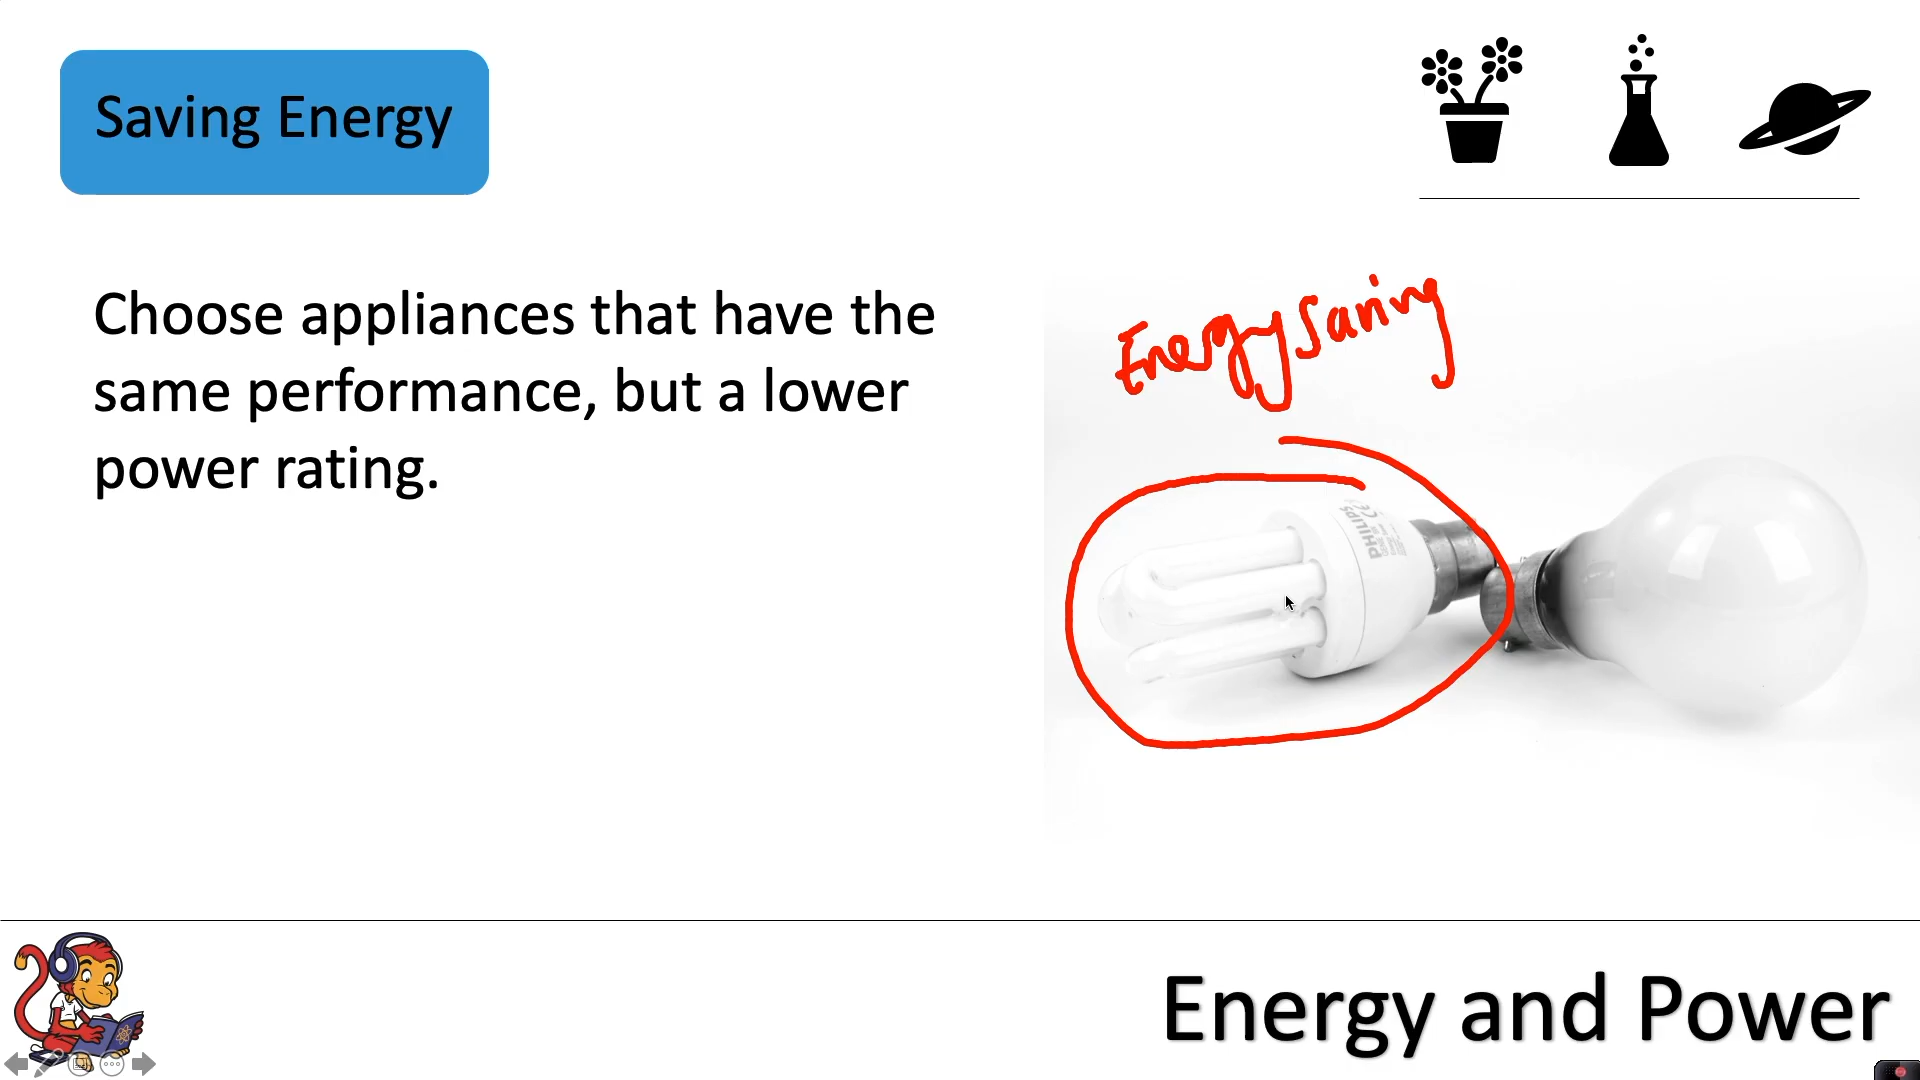 Saving Energy
Choose appliances that have the
same performance, but a lower
power rating.
Energy Saving
PHILIPS
CE
Energy and Power